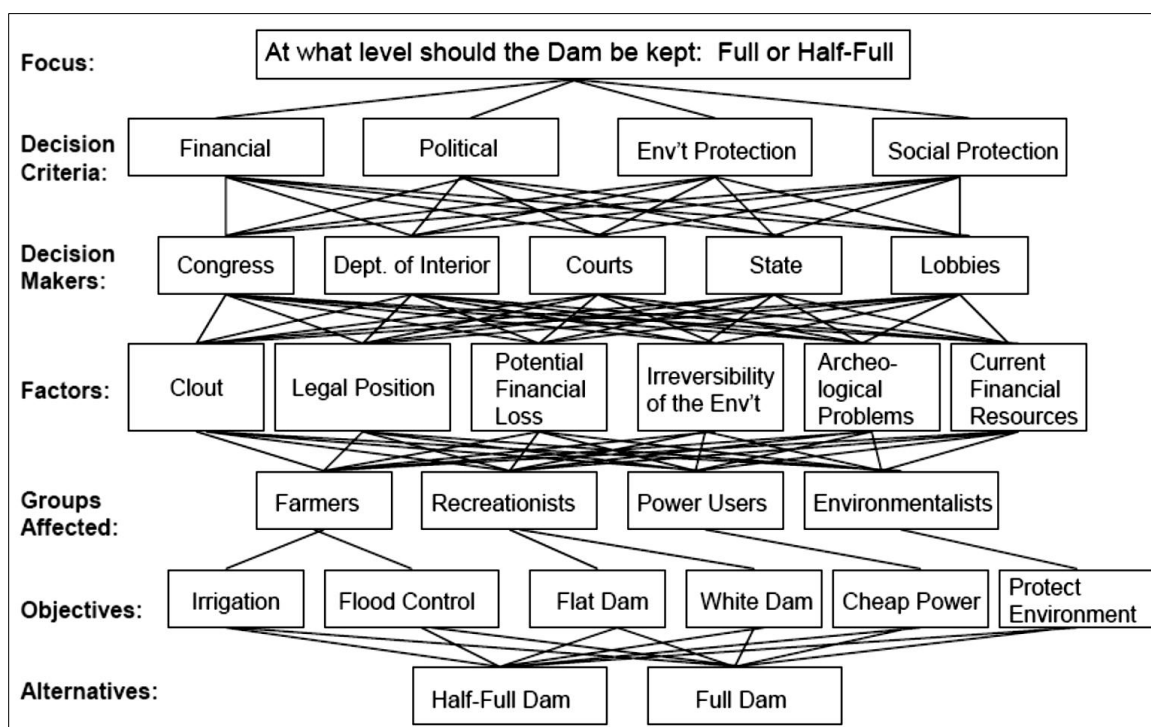 At what level should the Dam be kept: Full or Half-Full
Focus:
Decision
Criteria:
Financial
Political
Env't Protection
Social Protection
Decision
Makers:
Congress
Dept. of Interior
Courts
State
Lobbies
Factors:
Clout
Legal Position
Potential
Financial
Loss
Irreversibility
of the Env't
Archeo-
logical
Problems
Current
Financial
Resources
Groups
Affected:
Farmers
Recreationists
Power Users
Environmentalists
Objectives:
Irrigation
Flood Control
Flat Dam
White Dam
Cheap Power
Protect
Environment
Alternatives:
Half-Full Dam
Full Dam